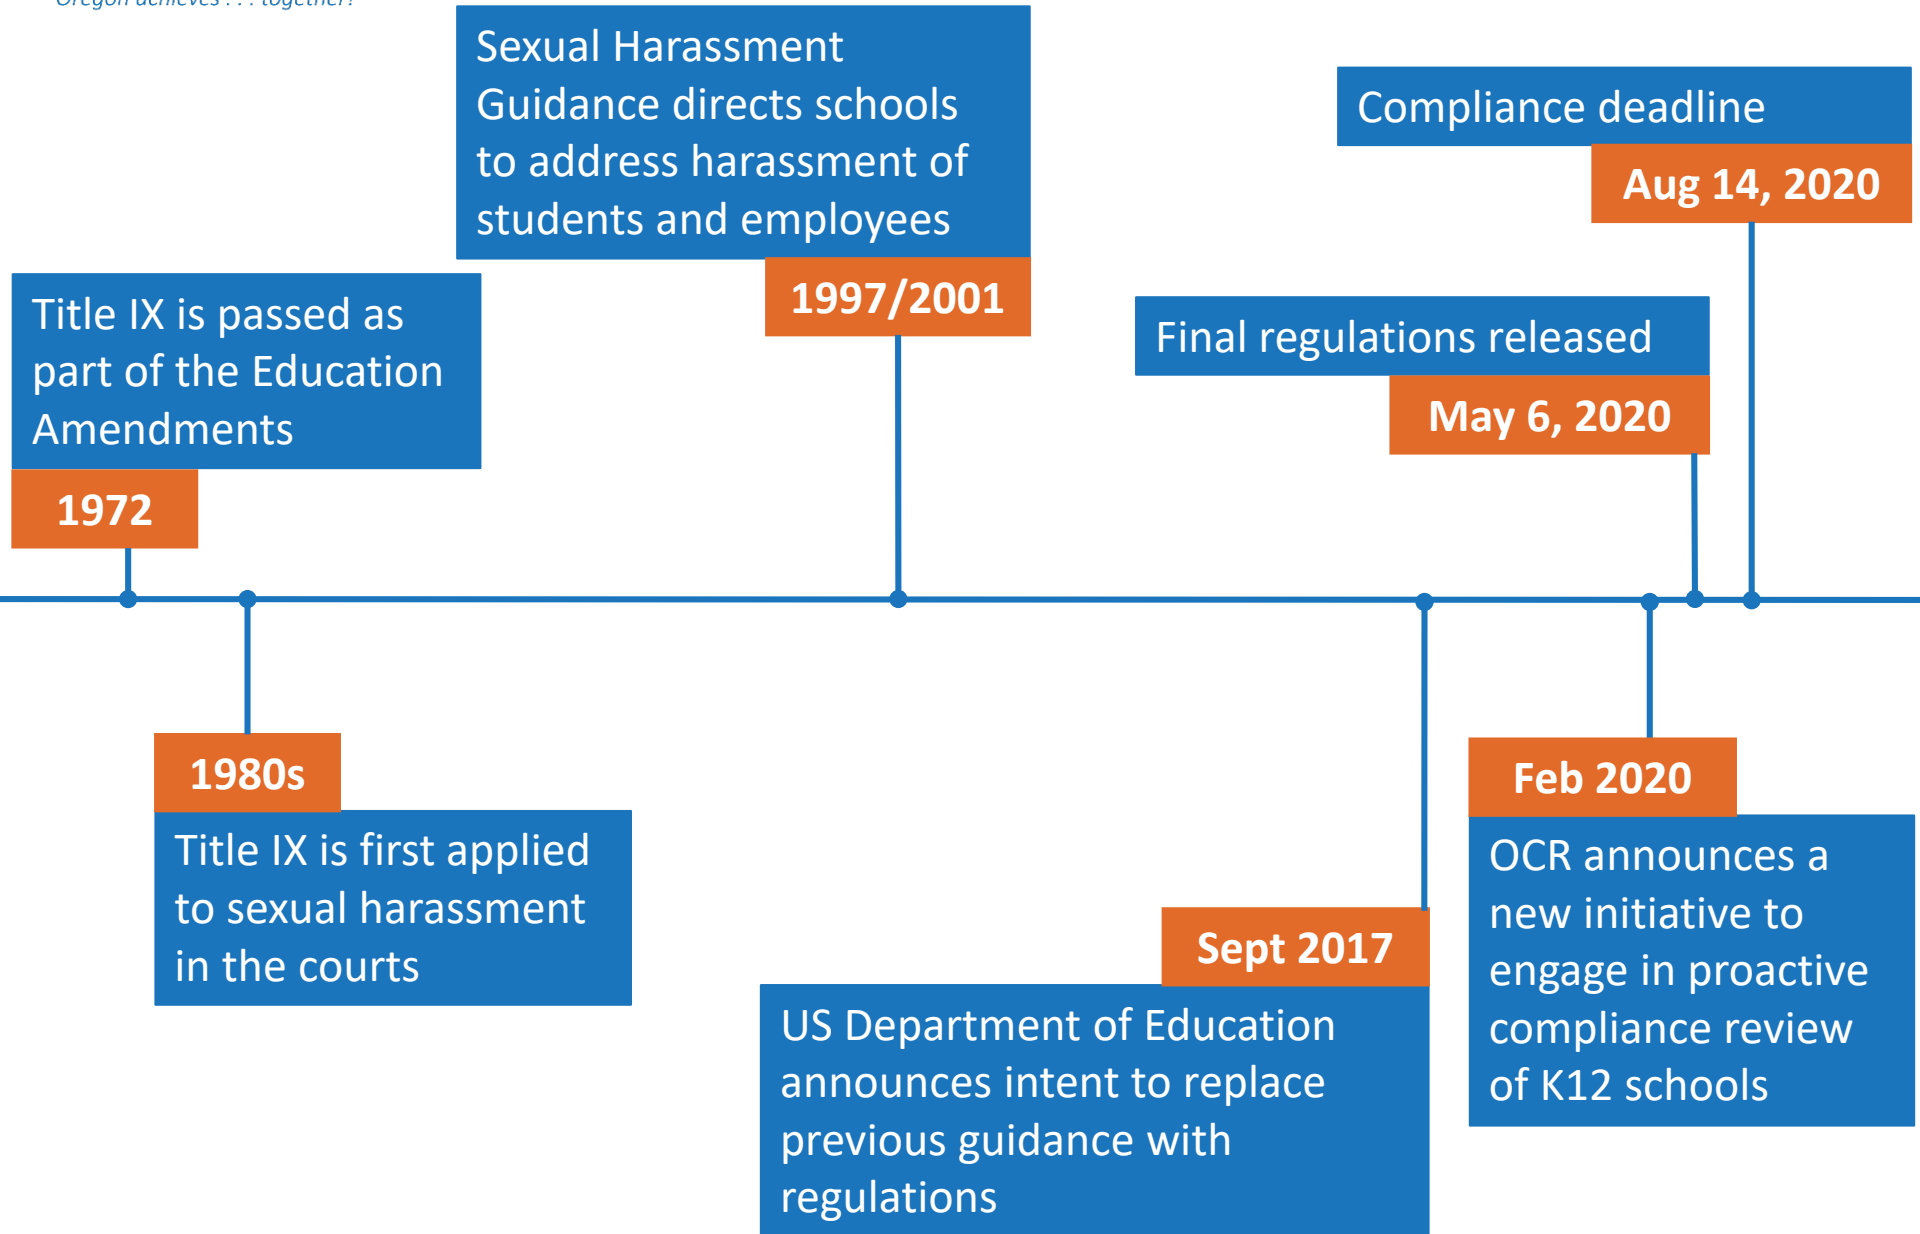 Oregon achieves . . . together!
Sexual Harassment
Guidance directs schools
to address harassment of
students and employees
1997/2001
Compliance deadline
Aug 14, 2020
Title IX is passed as
part of the Education
Amendments
1972
Final regulations released
May 6, 2020
1980s
Title IX is first applied
to sexual harassment
in the courts
Sept 2017
US Department of Education
announces intent to replace
previous guidance with
regulations
Feb 2020
OCR announces a
new initiative to
engage in proactive
compliance review
of K12 schools